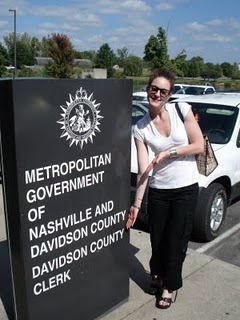 METROPOLITAN
GOVERNMENT
OF
NASHVILLE AND
DAVIDSON COUNTY
DAVIDSON COUNTY
CLERK